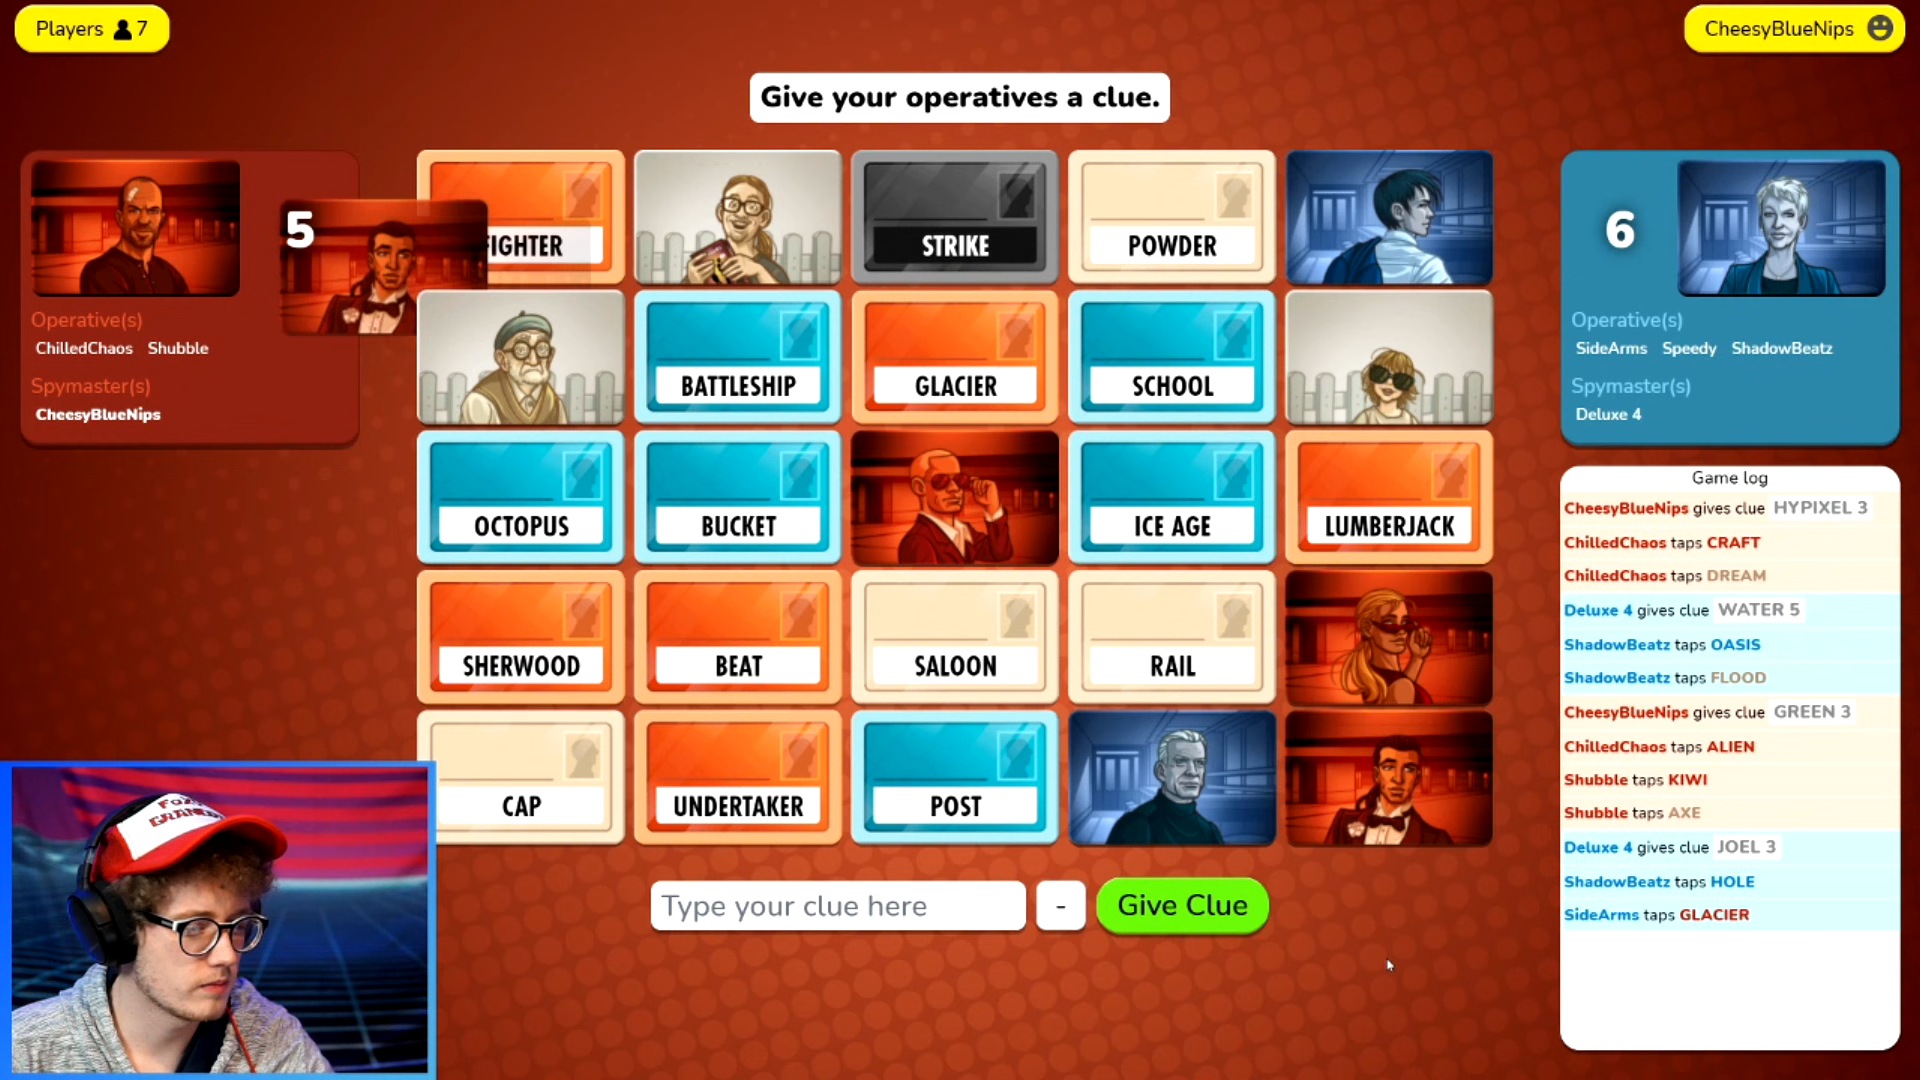 Players 7
CheesyBlueNips
Give your operatives a clue.
5
Operative(s)
ChilledChaos Shubble
Spymaster(s)
CheesyBlueNips
FIGHTER
STRIKE
POWDER
BATTLESHIP
GLACIER
SCHOOL
OCTOPUS
BUCKET
ICE AGE
LUMBERJACK
SHERWOOD
BEAT
SALOON
RAIL
CAP
UNDERTAKER
POST
Type your clue here
-
Give Clue
6
Operative(s)
SideArms Speedy ShadowBeatz
Spymaster(s)
Deluxe 4
Game log
CheesyBlueNips gives clue HYPIXEL 3
ChilledChaos taps CRAFT
ChilledChaos taps DREAM
Deluxe 4 gives clue WATER 5
ShadowBeatz taps OASIS
ShadowBeatz taps FLOOD
CheesyBlueNips gives clue GREEN 3
ChilledChaos taps ALIEN
Shubble taps KIWI
Shubble taps AXE
Deluxe 4 gives clue JOEL 3
ShadowBeatz taps HOLE
SideArms taps GLACIER